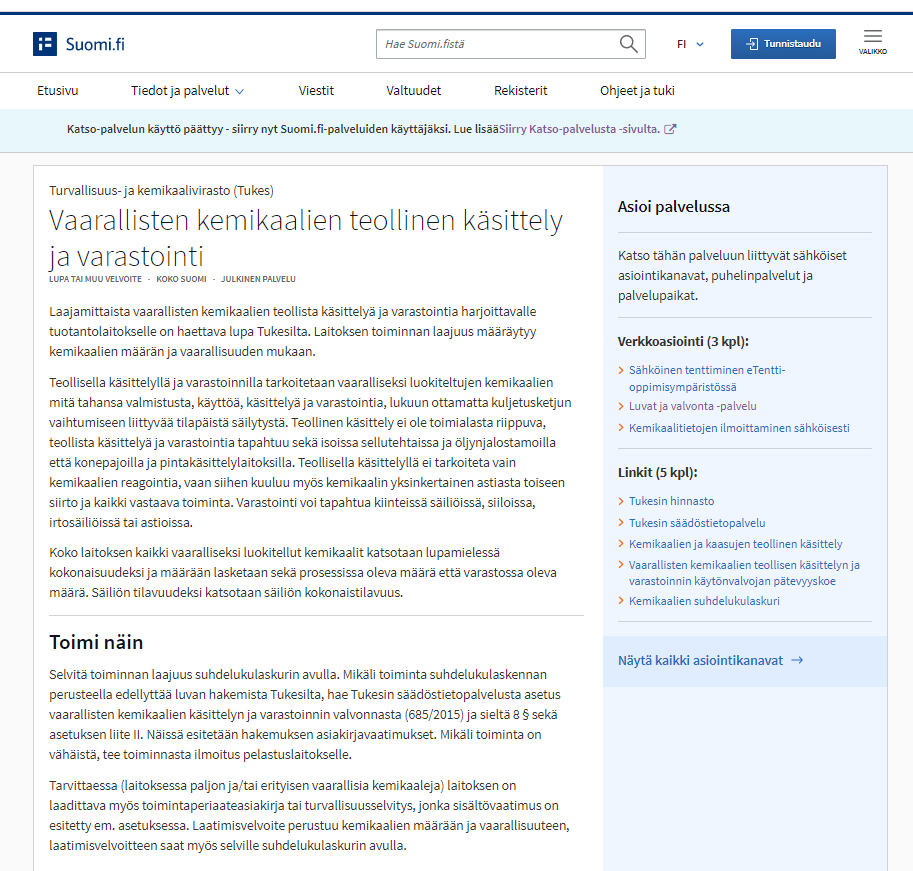 Suomi.fi
Hae Suomi.fistä
FI
Tunnistaudu
VALIKKO
Etusivu
Tiedot ja palvelut
Viestit
Valtuudet
Rekisterit
Ohjeet ja tuki
Katso-palvelun käyttö päättyy - siirry nyt Suomi.fi-palveluiden käyttäjäksi. Lue lisääSiirry Katso-palvelusta -sivulta.
Turvallisuus- ja kemikaalivirasto (Tukes)
Vaarallisten kemikaalien teollinen käsittely
ja varastointi
LUPA TAI MUU VELVOITE · KOKO SUOMI · JULKINEN PALVELU
Laajamittaista vaarallisten kemikaalien teollista käsittelyä ja varastointia harjoittavalle
tuotantolaitokselle on haettava lupa Tukesilta. Laitoksen toiminnan laajuus määräytyy
kemikaalien määrän ja vaarallisuuden mukaan.
Teollisella käsittelyllä ja varastoinnilla tarkoitetaan vaaralliseksi luokiteltujen kemikaalien
mitä tahansa valmistusta, käyttöä, käsittelyä ja varastointia, lukuun ottamatta kuljetusketjun
vaihtumiseen liittyvää tilapäistä säilytystä. Teollinen käsittely ei ole toimialasta riippuva,
teollista käsittelyä ja varastointia tapahtuu sekä isoissa sellutehtaissa ja öljynjalostamoilla
että konepajoilla ja pintakäsittelylaitoksilla. Teollisella käsittelyllä ei tarkoiteta vain
kemikaalien reagointia, vaan siihen kuuluu myös kemikaalin yksinkertainen astiasta toiseen
siirto ja kaikki vastaava toiminta. Varastointi voi tapahtua kiinteissä säiliöissä, siiloissa,
irtosäiliöissä tai astioissa.
Koko laitoksen kaikki vaaralliseksi luokitellut kemikaalit katsotaan lupamielessä
kokonaisuudeksi ja määrään lasketaan sekä prosessissa oleva määrä että varastossa oleva
määrä. Säiliön tilavuudeksi katsotaan säiliön kokonaistilavuus.
Toimi näin
Selvitä toiminnan laajuus suhdelukulaskurin avulla. Mikäli toiminta suhdelukulaskennan
perusteella edellyttää luvan hakemista Tukesilta, hae Tukesin säädöstietopalvelusta asetus
vaarallisten kemikaalien käsittelyn ja varastoinnin valvonnasta (685/2015) ja sieltä 8 § sekä
asetuksen liite II. Näissä esitetään hakemuksen asiakirjavaatimukset. Mikäli toiminta on
vähäistä, tee toiminnasta ilmoitus pelastuslaitokselle.
Tarvittaessa (laitoksessa paljon ja/tai erityisen vaarallisia kemikaaleja) laitoksen on
laadittava myös toimintaperiaateasiakirja tai turvallisuusselvitys, jonka sisältövaatimus on
esitetty em. asetuksessa. Laatimisvelvoite perustuu kemikaalien määrään ja vaarallisuuteen,
laatimisvelvoitteen saat myös selville suhdelukulaskurin avulla.
Asioi palvelussa
Katso tähän palveluun liittyvät sähköiset
asiointikanavat, puhelinpalvelut ja
palvelupaikat.
Verkkoasiointi (3 kpl):
Sähköinen tenttiminen eTentti-
oppimisympäristössä
Luvat ja valvonta -palvelu
Kemikaalitietojen ilmoittaminen sähköisesti
Linkit (5 kpl):
Tukesin hinnasto
Tukesin säädöstietopalvelu
Kemikaalien ja kaasujen teollinen käsittely
Vaarallisten kemikaalien teollisen käsittelyn ja
varastoinnin käytönvalvojan pätevyyskoe
Kemikaalien suhdelukulaskuri
Näytä kaikki asiointikanavat